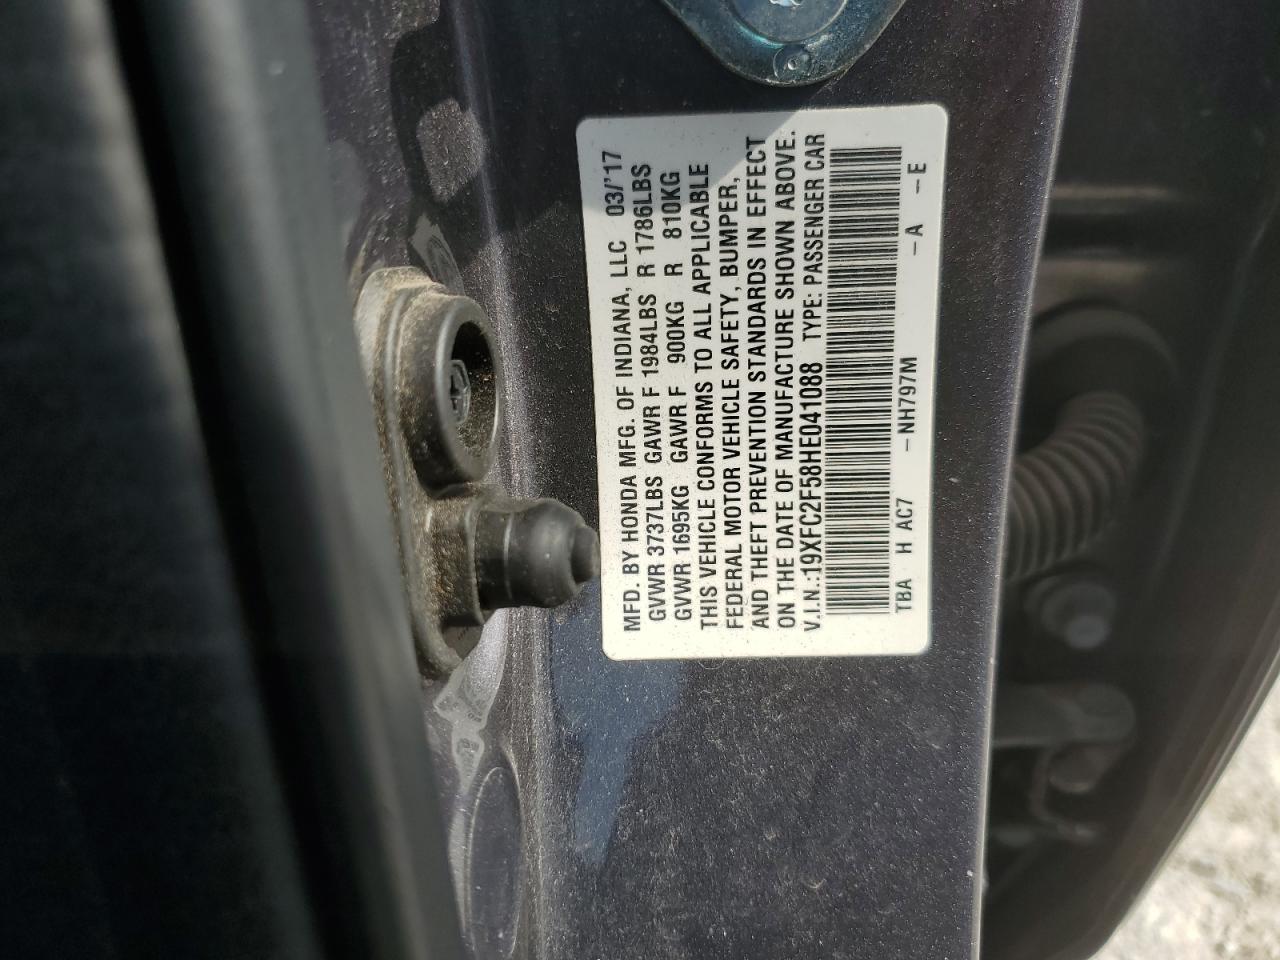 MFD. BY HONDA MFG. OF INDIANA, LLC 03/'17
GVWR 3737LBS GAWR F 1984LBS R 1786LBS
GVWR 1695KG GAWR F 900KG R 810KG
THIS VEHICLE CONFORMS TO ALL APPLICABLE
FEDERAL MOTOR VEHICLE SAFETY, BUMPER,
AND THEFT PREVENTION STANDARDS IN EFFECT
ON THE DATE OF MANUFACTURE SHOWN ABOVE.
V.I.N.:19XFC2F58HE041088 TYPE: PASSENGER CAR
TBA H AC7 -NH797M -A -E